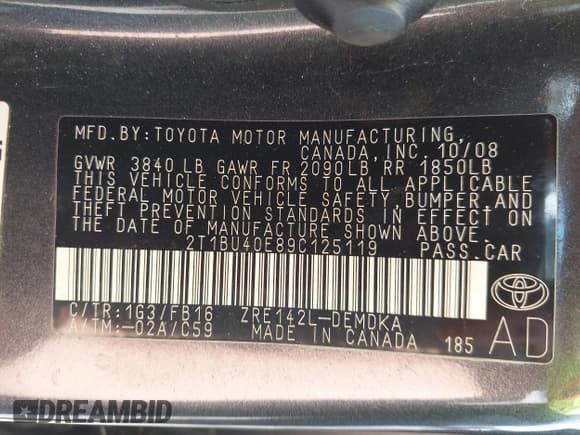 MFD.BY:TOYOTA MOTOR MANUFACTURING
CANADA,INC. 10/08
GVWR 3840LB GAWR FR 2090LB RR 1850LB
THIS VEHICLE CONFORMS TO ALL APPLICABLE
FEDERAL MOTOR VEHICLE SAFETY,BUMPER,AND
THEFT PREVENTION STANDARDS IN EFFECT ON
THE DATE OF MANUFACTURE SHOWN ABOVE.
2T1BU40E89C125119 PASS.CAR
C/TR:1G3/FB16 ZRE142L-DEMDKA
A/TM:-02A/C59 MADE IN CANADA 185
AD
DREAMBID